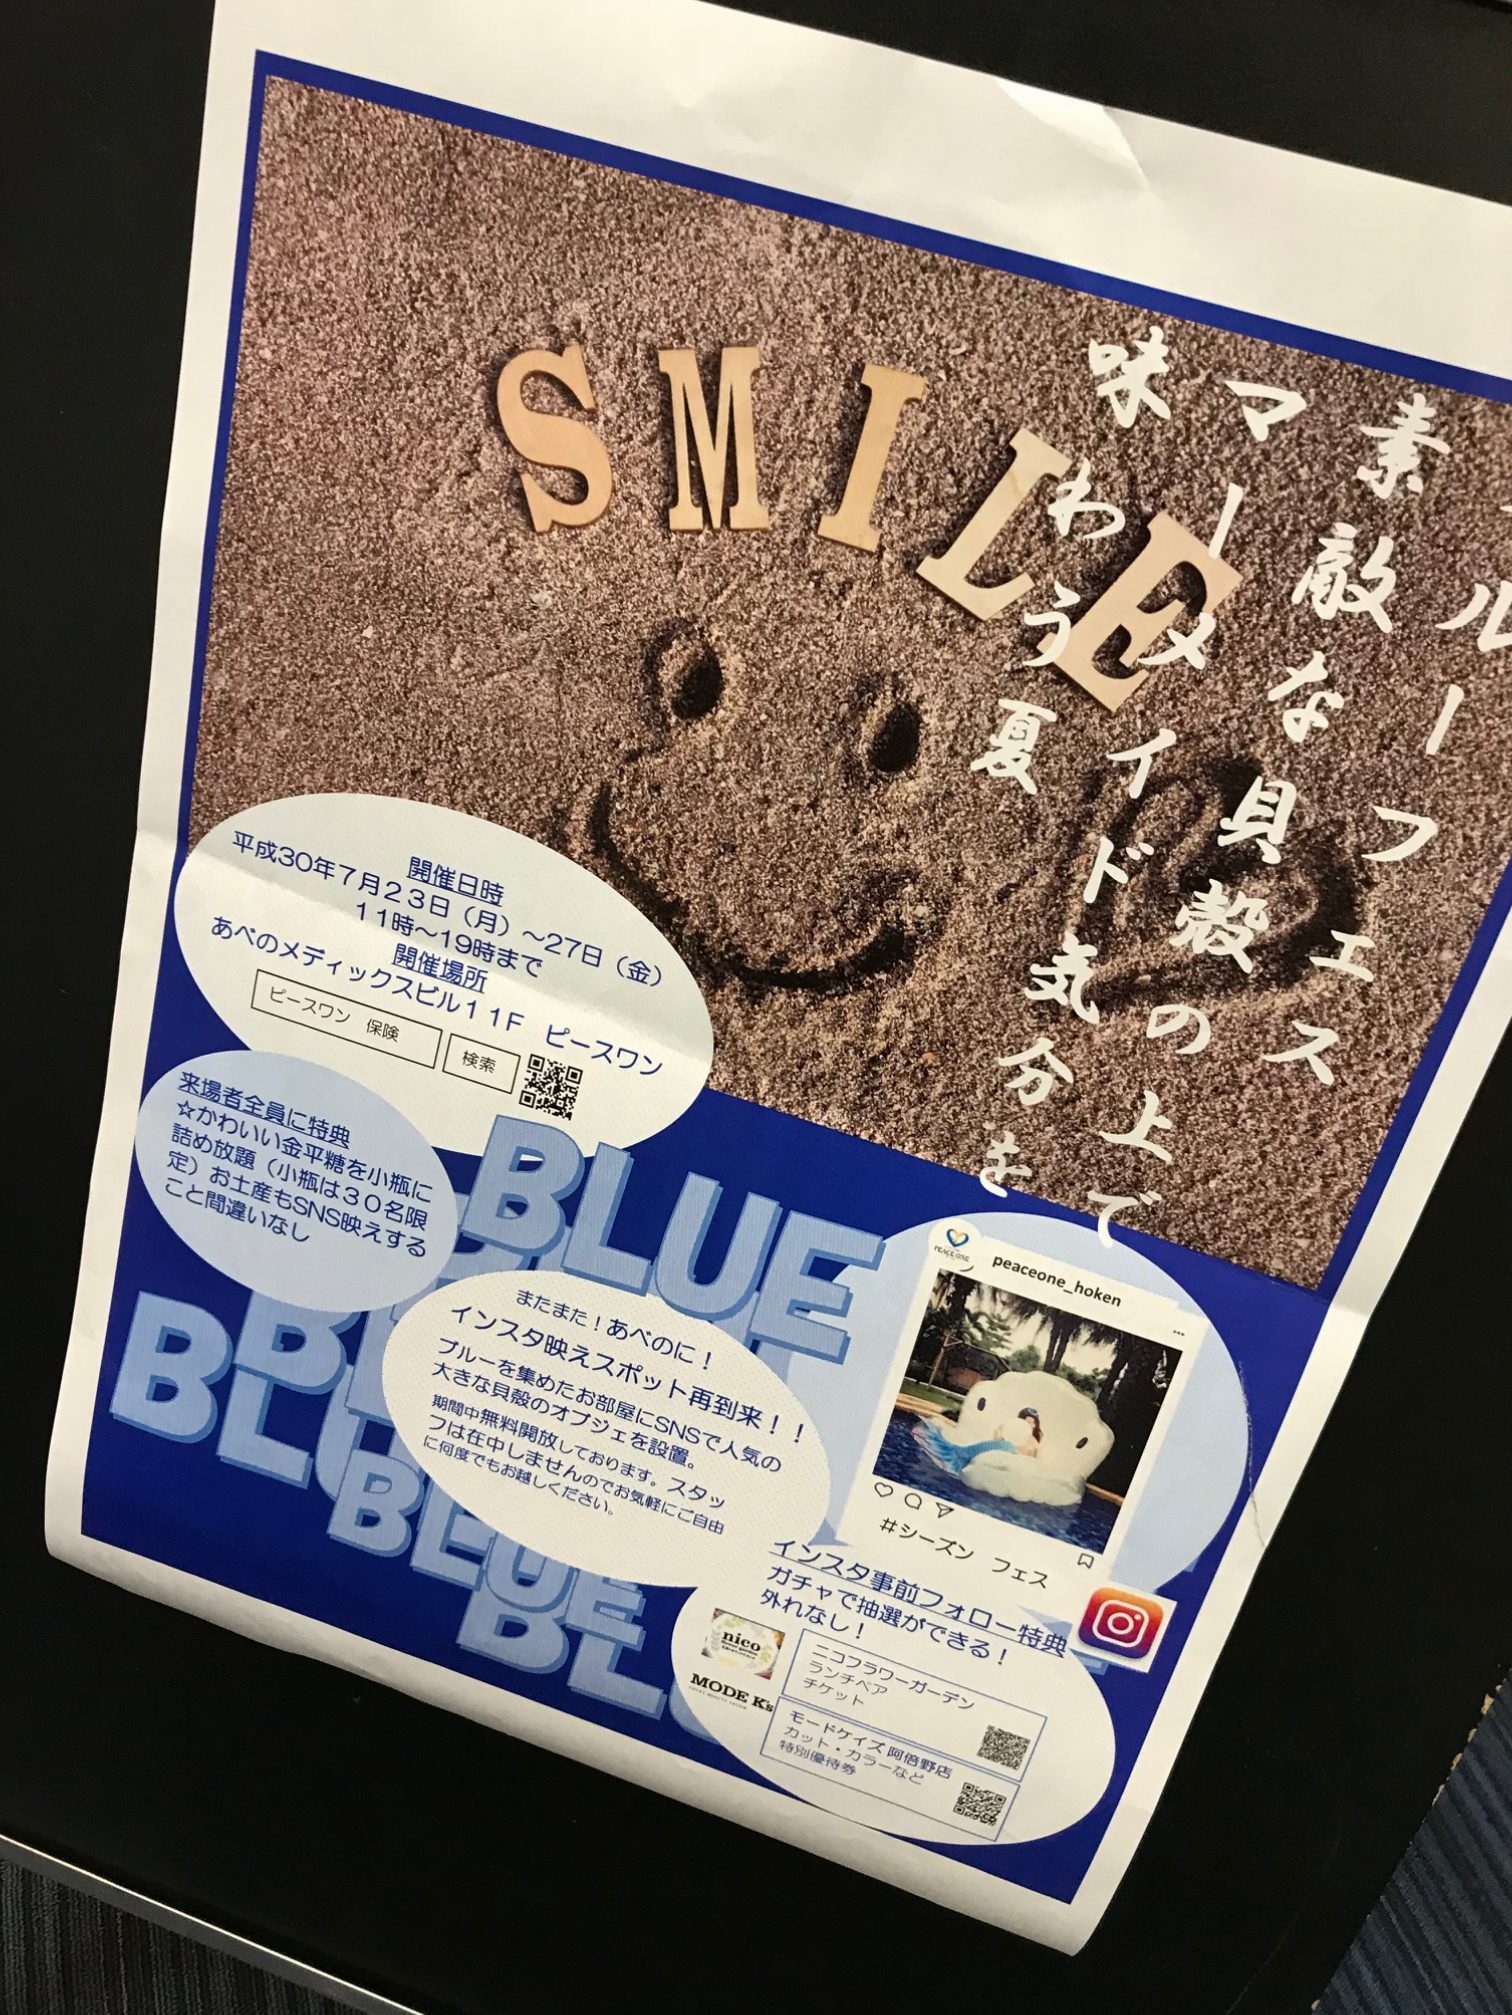 SMILE
ルーフェス
素敵な貝殻の上で
マーメイド気分を
味わう夏
開催日時
平成30年7月23日（月）～27日（金）
11時～19時まで
開催場所
あべのメディックスビル11F　ピースワン
ピースワン　保険
検索
来場者全員に特典
☆かわいい金平糖を小瓶に
詰め放題（小瓶は30名限
定）お土産もSNS映えする
こと間違いなし
BLUE
BLUE
BL
またまた！あべのに！
インスタ映えスポット再到来！！
ブルーを集めたお部屋にSNSで人気の
大きな貝殻のオブジェを設置。
期間中無料開放しております。スタッ
フは在中しませんのでお気軽にご自由
に何度でもお越しください。
PEACE ONE
peaceone_hoken
#シーズン　フェス
インスタ事前フォロー特典
ガチャで抽選ができる！
外れなし！
nico
ニコフラワーガーデン
ランチペア
チケット
MODE K's
モードケイズ 阿倍野店
カット・カラーなど
特別優待券